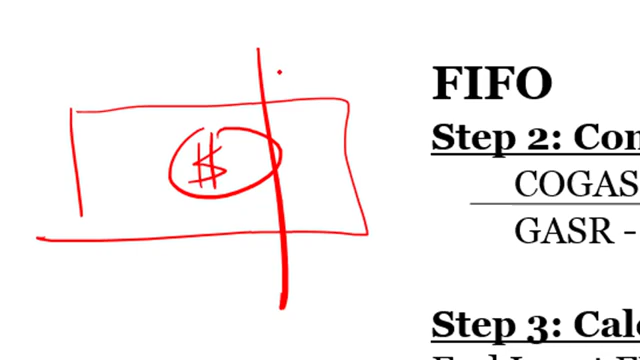 $
FIFO
Step 2: Con
COGAS
GASR -
Step 3: Calc